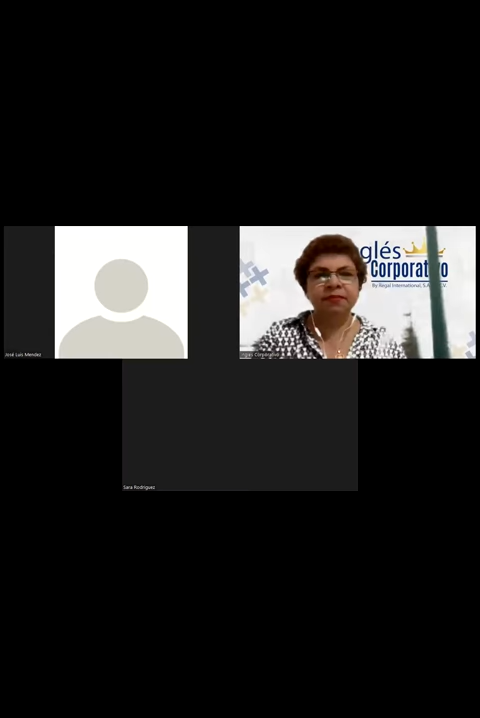 glés
Corporativo
By Regal International, S.A.
C.V.
José Luis Mendez
Inglés Corporativo
Sara Rodriguez